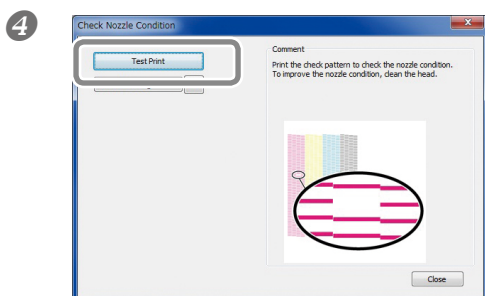 4
Check Nozzle Condition
Test Print
Comment
Print the check pattern to check the nozzle condition.
To improve the nozzle condition, clean the head.
Close